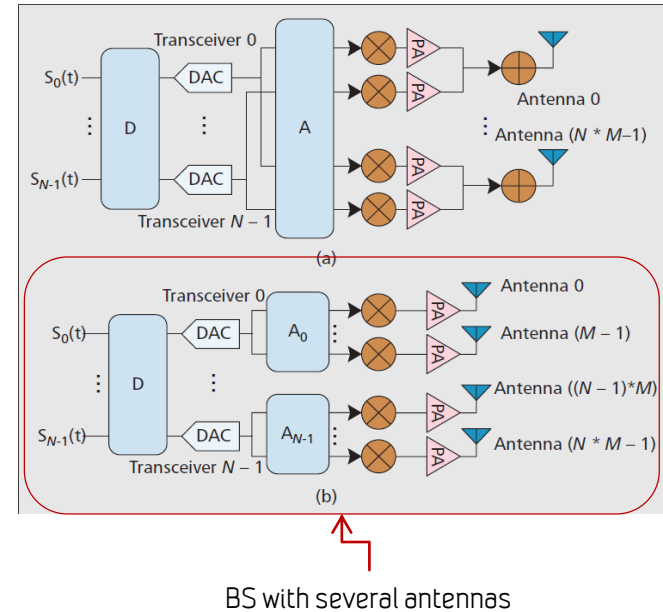 Transceiver 0
S0(t)
DAC
PA
D
A
PA
Antenna 0
Antenna (N * M–1)
PA
SN-1(t)
DAC
PA
Transceiver N – 1
(a)
Transceiver 0
Antenna 0
S0(t)
DAC
A0
PA
PA
Antenna (M – 1)
D
Antenna ((N – 1)*M)
PA
SN-1(t)
DAC
AN-1
PA
Antenna (N * M – 1)
Transceiver N – 1
(b)
BS with several antennas